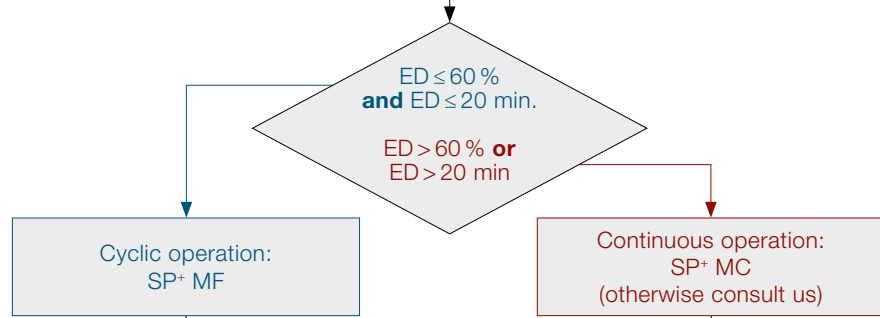 ED ≤ 60 %
and ED ≤ 20 min.
ED > 60 % or
ED > 20 min
Cyclic operation:
SP⁺ MF
Continuous operation:
SP⁺ MC
(otherwise consult us)